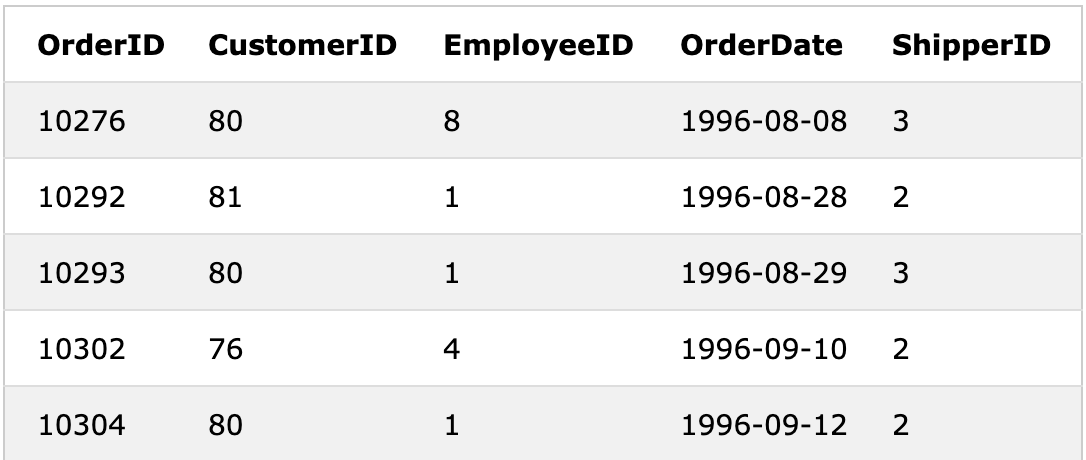 OrderID CustomerID EmployeeID OrderDate ShipperID
10276 80 8 1996-08-08 3
10292 81 1 1996-08-28 2
10293 80 1 1996-08-29 3
10302 76 4 1996-09-10 2
10304 80 1 1996-09-12 2